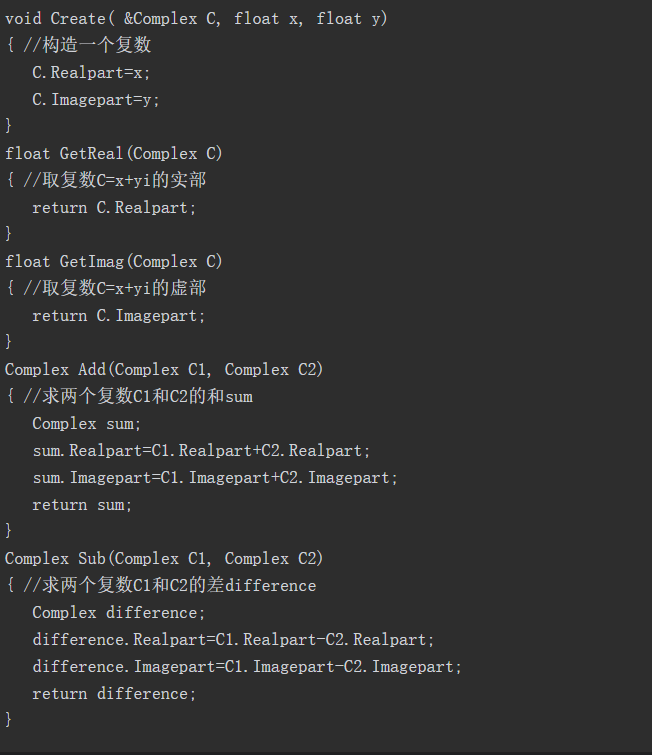 void Create( &Complex C, float x, float y)
{ //构造一个复数
   C.Realpart=x;
   C.Imagepart=y;
}
float GetReal(Complex C)
{ //取复数C=x+yi的实部
   return C.Realpart;
}
float GetImag(Complex C)
{ //取复数C=x+yi的虚部
   return C.Imagepart;
}
Complex Add(Complex C1, Complex C2)
{ //求两个复数C1和C2的和sum
   Complex sum;
   sum.Realpart=C1.Realpart+C2.Realpart;
   sum.Imagepart=C1.Imagepart+C2.Imagepart;
   return sum;
}
Complex Sub(Complex C1, Complex C2)
{ //求两个复数C1和C2的差difference
   Complex difference;
   difference.Realpart=C1.Realpart-C2.Realpart;
   difference.Imagepart=C1.Imagepart-C2.Imagepart;
   return difference;
}